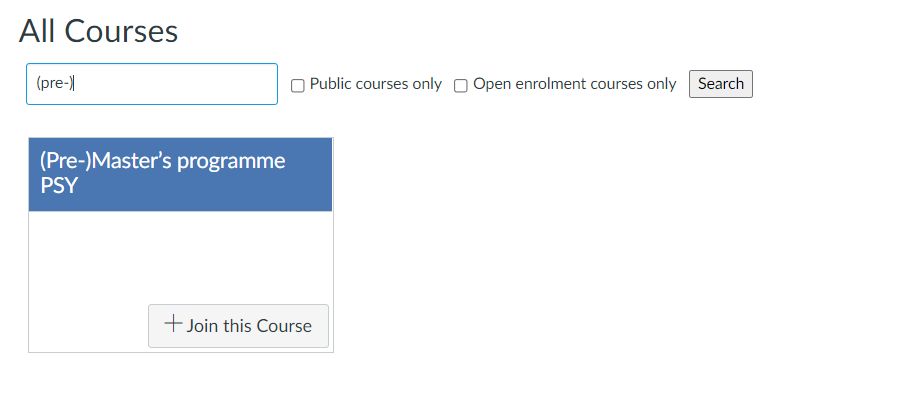 All Courses
(pre-)
Public courses only
Open enrolment courses only
Search
(Pre-)Master’s programme
PSY
Join this Course